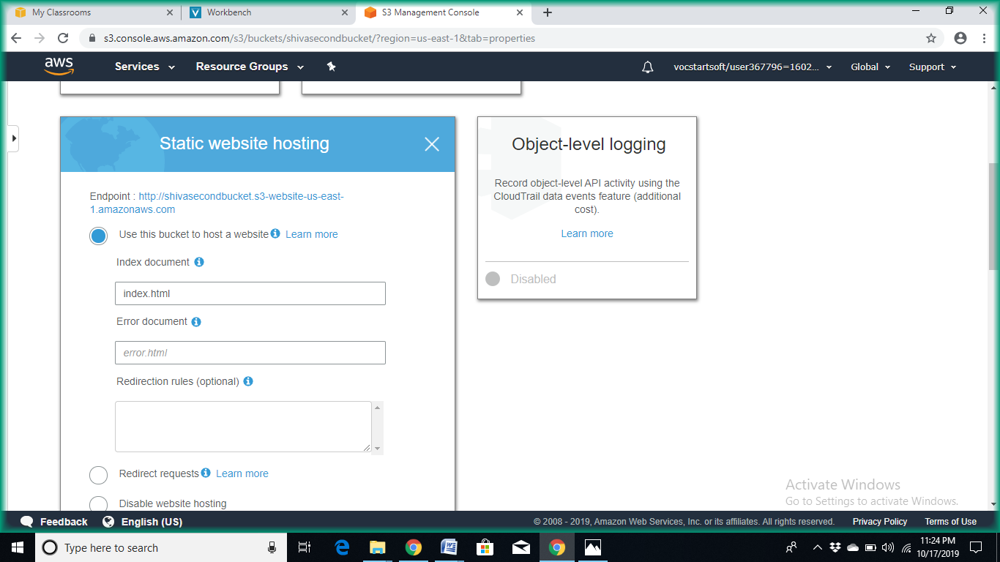 My Classrooms
Workbench
S3 Management Console
s3.console.aws.amazon.com/s3/buckets/shivasecondbucket/?region=us-east-1&tab=properties
aws Services Resource Groups vocstartsoft/user367796=1602... Global Support
Static website hosting
Endpoint : http://shivasecondbucket.s3-website-us-east-
1.amazonaws.com
Use this bucket to host a website Learn more
Index document
index.html
Error document
error.html
Redirection rules (optional)
Redirect requests Learn more
Disable website hosting
Object-level logging
Record object-level API activity using the
CloudTrail data events feature (additional
cost).
Learn more
Disabled
Activate Windows
Go to Settings to activate Windows.
Feedback English (US) © 2008 - 2019, Amazon Web Services, Inc. or its affiliates. All rights reserved. Privacy Policy Terms of Use
Type here to search
11:24 PM
10/17/2019